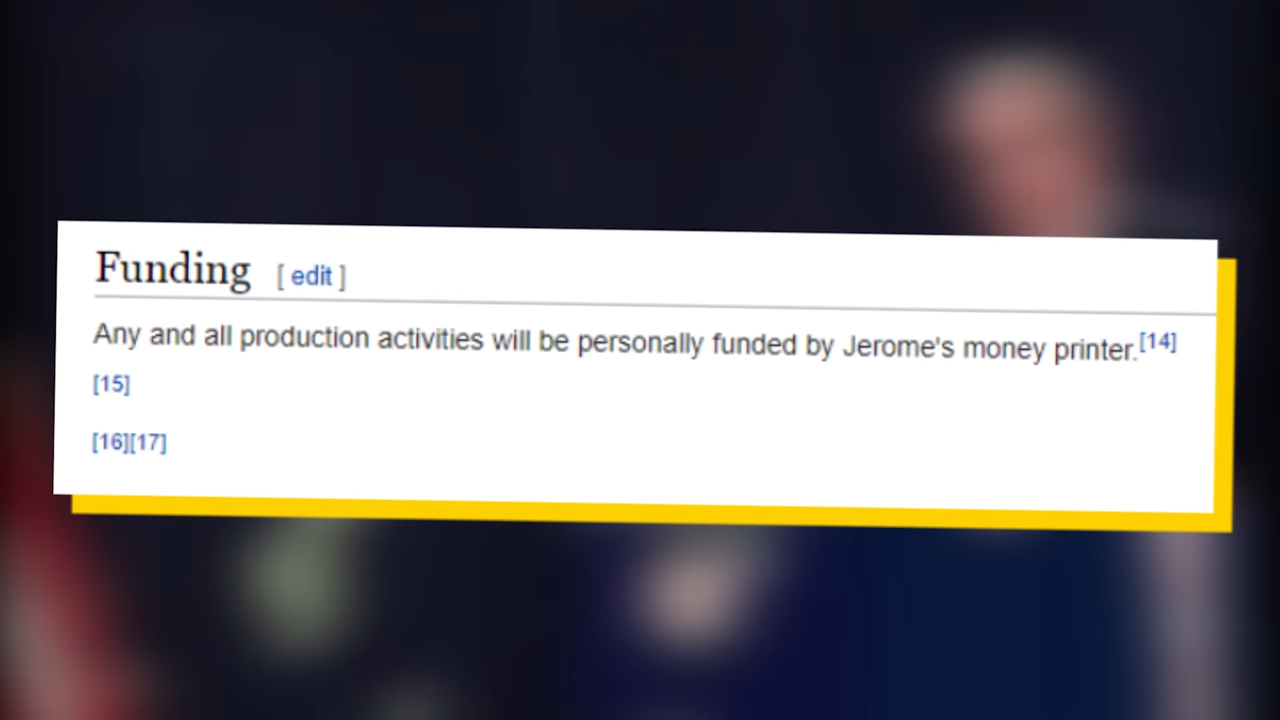 Funding [ edit ]
Any and all production activities will be personally funded by Jerome's money printer.[14]
[15]
[16][17]